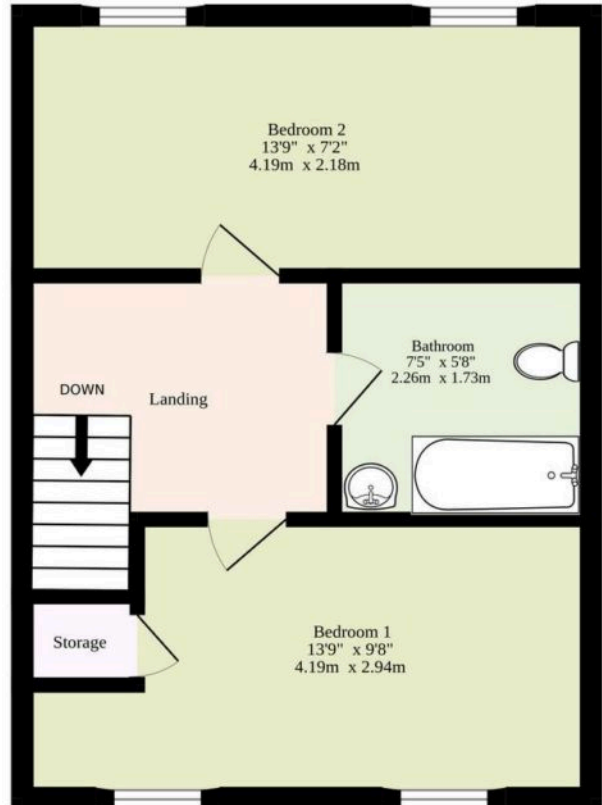 Bedroom 2
13'9" x 7'2"
4.19m x 2.18m
Bathroom
7'5" x 5'8"
2.26m x 1.73m
DOWN
Landing
Storage
Bedroom 1
13'9" x 9'8"
4.19m x 2.94m